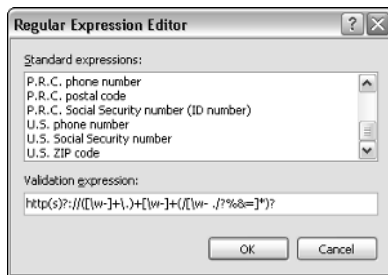 Regular Expression Editor
Standard expressions:
P.R.C. phone number
P.R.C. postal code
P.R.C. Social Security number (ID number)
U.S. phone number
U.S. Social Security number
U.S. ZIP code
Validation expression:
http(s)?://([\w-]+\.)+[\w-]+(/[\w- ./?%&=]*)?
OK Cancel